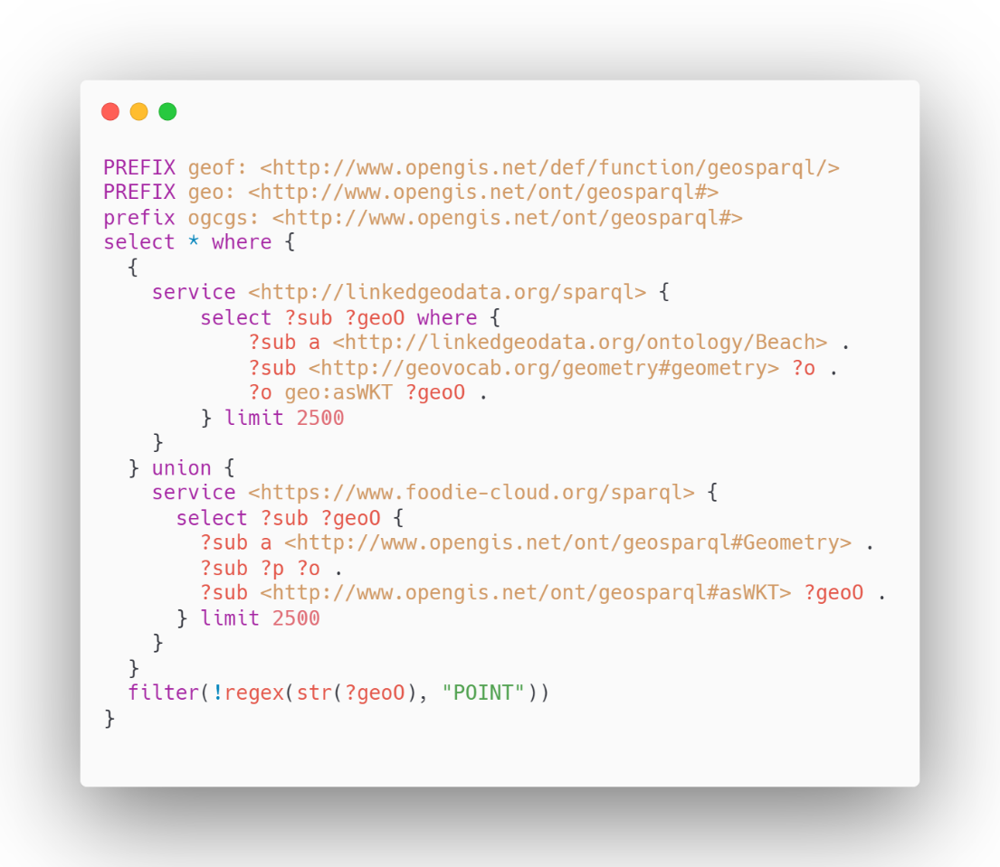 PREFIX geof: <http://www.opengis.net/def/function/geosparql/>
PREFIX geo: <http://www.opengis.net/ont/geosparql#>
prefix ogcgs: <http://www.opengis.net/ont/geosparql#>
select * where {
  {
    service <http://linkedgeodata.org/sparql> {
        select ?sub ?geoO where {
            ?sub a <http://linkedgeodata.org/ontology/Beach> .
            ?sub <http://geovocab.org/geometry#geometry> ?o .
            ?o geo:asWKT ?geoO .
        } limit 2500
    }
  } union {
    service <https://www.foodie-cloud.org/sparql> {
      select ?sub ?geoO {
        ?sub a <http://www.opengis.net/ont/geosparql#Geometry> .
        ?sub ?p ?o .
        ?sub <http://www.opengis.net/ont/geosparql#asWKT> ?geoO .
      } limit 2500
    }
  }
  filter(!regex(str(?geoO), "POINT"))
}